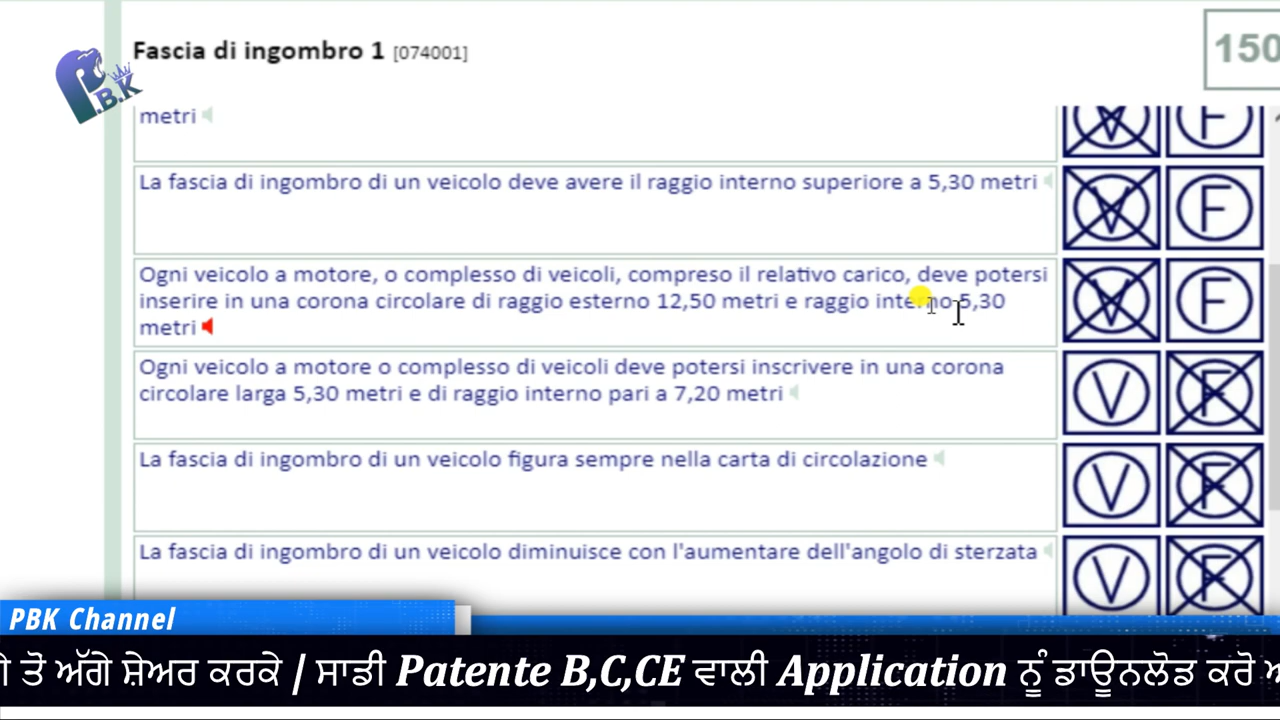 Fascia di ingombro 1 [074001]
150
P.B.K
metri
V F
La fascia di ingombro di un veicolo deve avere il raggio interno superiore a 5,30 metri
V F
Ogni veicolo a motore, o complesso di veicoli, compreso il relativo carico, deve potersi
inserire in una corona circolare di raggio esterno 12,50 metri e raggio interno 5,30
metri
V F
Ogni veicolo a motore o complesso di veicoli deve potersi inscrivere in una corona
circolare larga 5,30 metri e di raggio interno pari a 7,20 metri
V F
La fascia di ingombro di un veicolo figura sempre nella carta di circolazione
V F
La fascia di ingombro di un veicolo diminuisce con l'aumentare dell'angolo di sterzata
V F
PBK Channel
ਤੋ ਅੱਗੇ ਸ਼ੇਅਰ ਕਰਕੇ / ਸਾਡੀ Patente B,C,CE ਵਾਲੀ Application ਨੂੰ ਡਾਊਨਲੋਡ ਕਰੋ